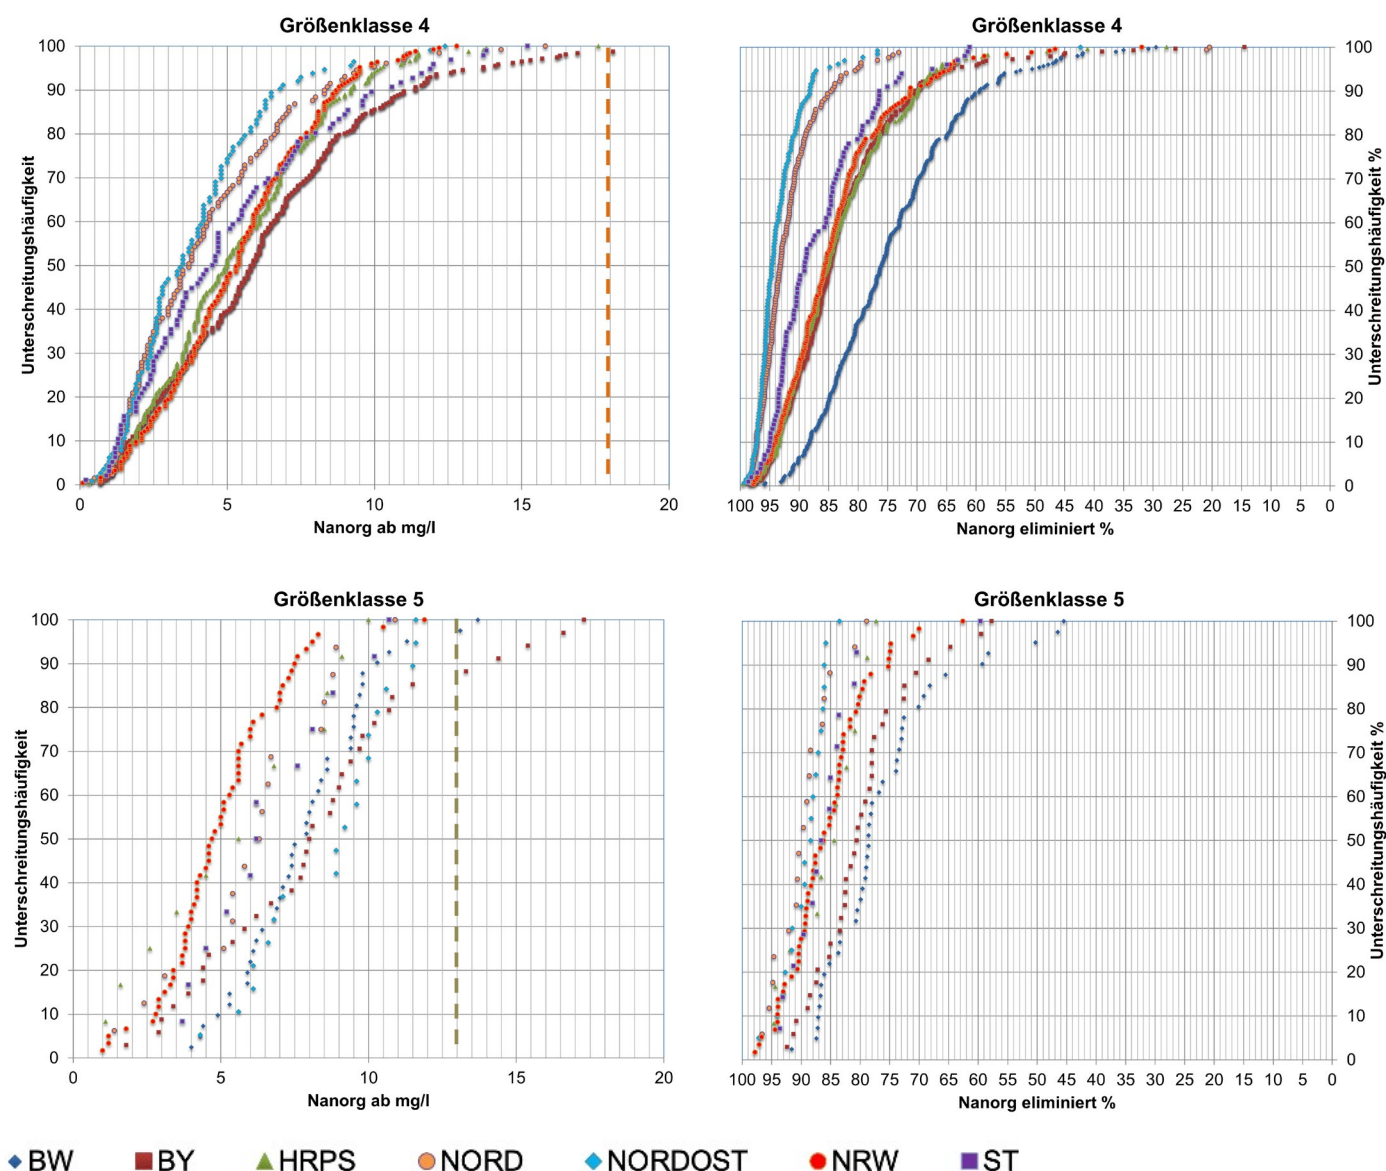 Größenklasse 4
Unterschreitungshäufigkeit
100
90
80
70
60
50
40
30
20
10
0
0 5 10 15 20
Nanorg ab mg/l
Größenklasse 4
100
90
80
70
60
50
40
30
20
10
0
Unterschreitungshäufigkeit %
100 95 90 85 80 75 70 65 60 55 50 45 40 35 30 25 20 15 10 5 0
Nanorg eliminiert %
Größenklasse 5
Unterschreitungshäufigkeit
100
90
80
70
60
50
40
30
20
10
0
0 5 10 15 20
Nanorg ab mg/l
Größenklasse 5
100
90
80
70
60
50
40
30
20
10
0
Unterschreitungshäufigkeit %
100 95 90 85 80 75 70 65 60 55 50 45 40 35 30 25 20 15 10 5 0
Nanorg eliminiert %
BW BY HRPS NORD NORDOST NRW ST